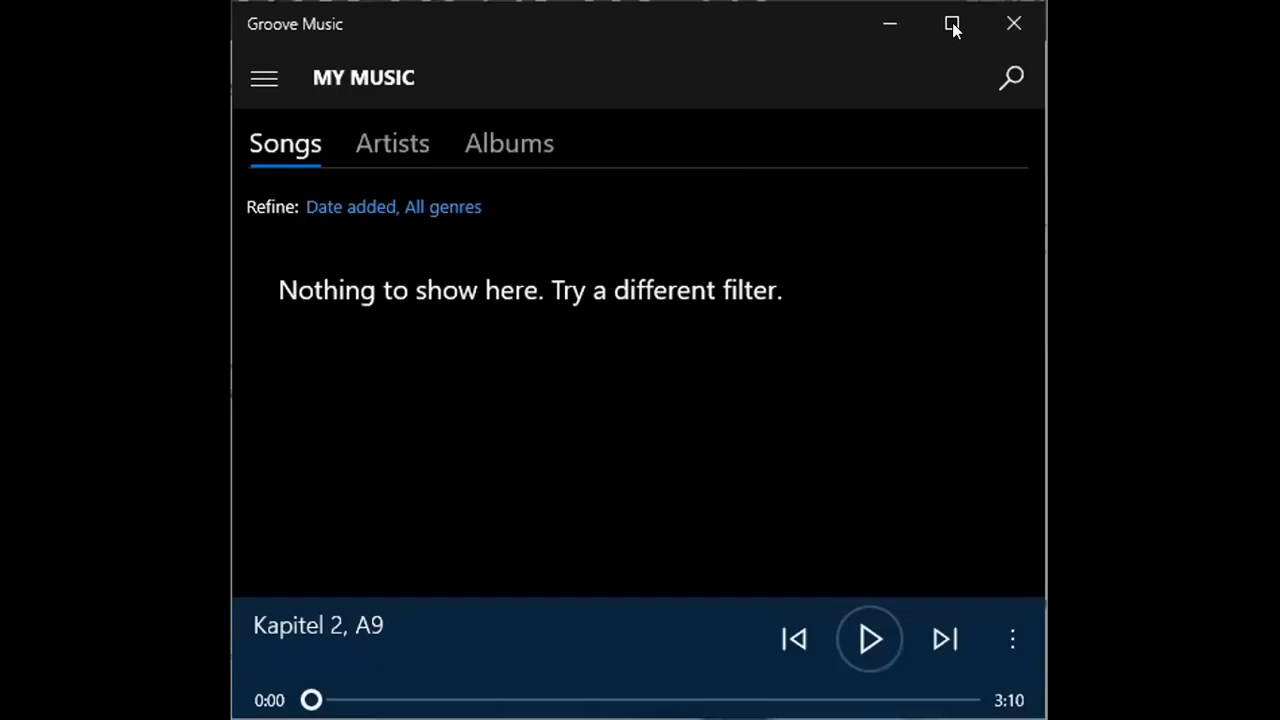 Groove Music
MY MUSIC
Songs Artists Albums
Refine: Date added, All genres
Nothing to show here. Try a different filter.
Kapitel 2, A9
0:00 3:10